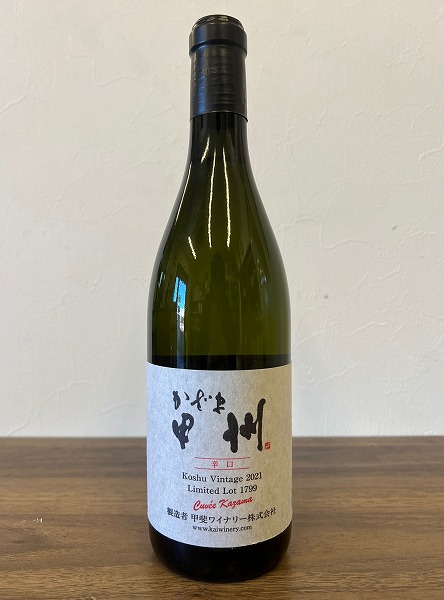 かざま
甲州
辛口
Koshu Vintage 2021
Limited Lot 1799
Cuvée Kazama
製造者 甲斐ワイナリー株式会社
www.kaiwinery.com